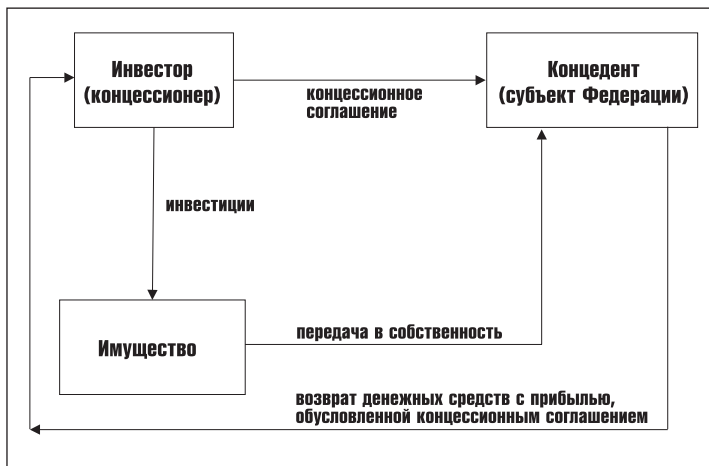 Инвестор
(концессионер)
концессионное
соглашение
Концедент
(субъект Федерации)
инвестиции
Имущество
передача в собственность
возврат денежных средств с прибылью,
обусловленной концессионным соглашением